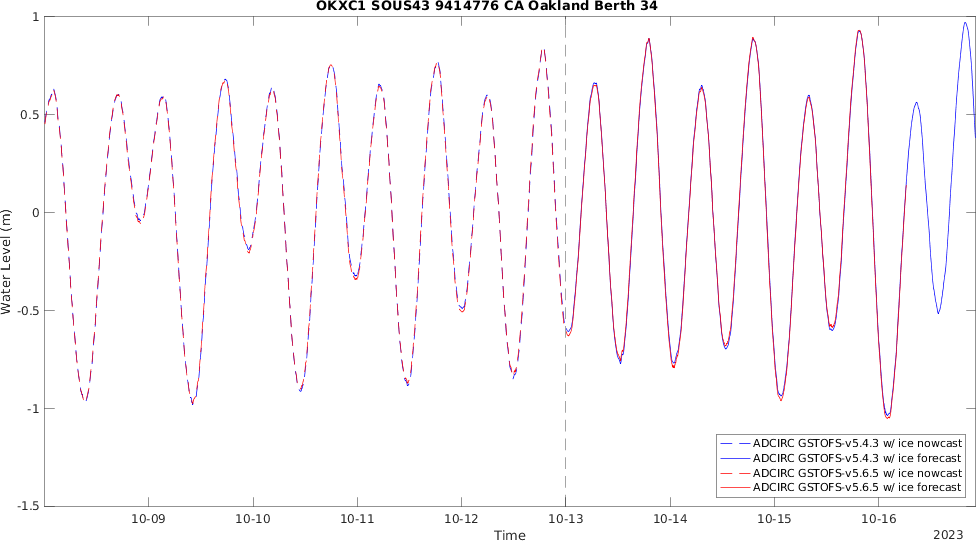 OKXC1 SOUS43 9414776 CA Oakland Berth 34
Water Level (m)
1
0.5
0
-0.5
-1
-1.5
ADCIRC GSTOFS-v5.4.3 w/ ice nowcast
ADCIRC GSTOFS-v5.4.3 w/ ice forecast
ADCIRC GSTOFS-v5.6.5 w/ ice nowcast
ADCIRC GSTOFS-v5.6.5 w/ ice forecast
10-09 10-10 10-11 10-12 10-13 10-14 10-15 10-16
Time
2023